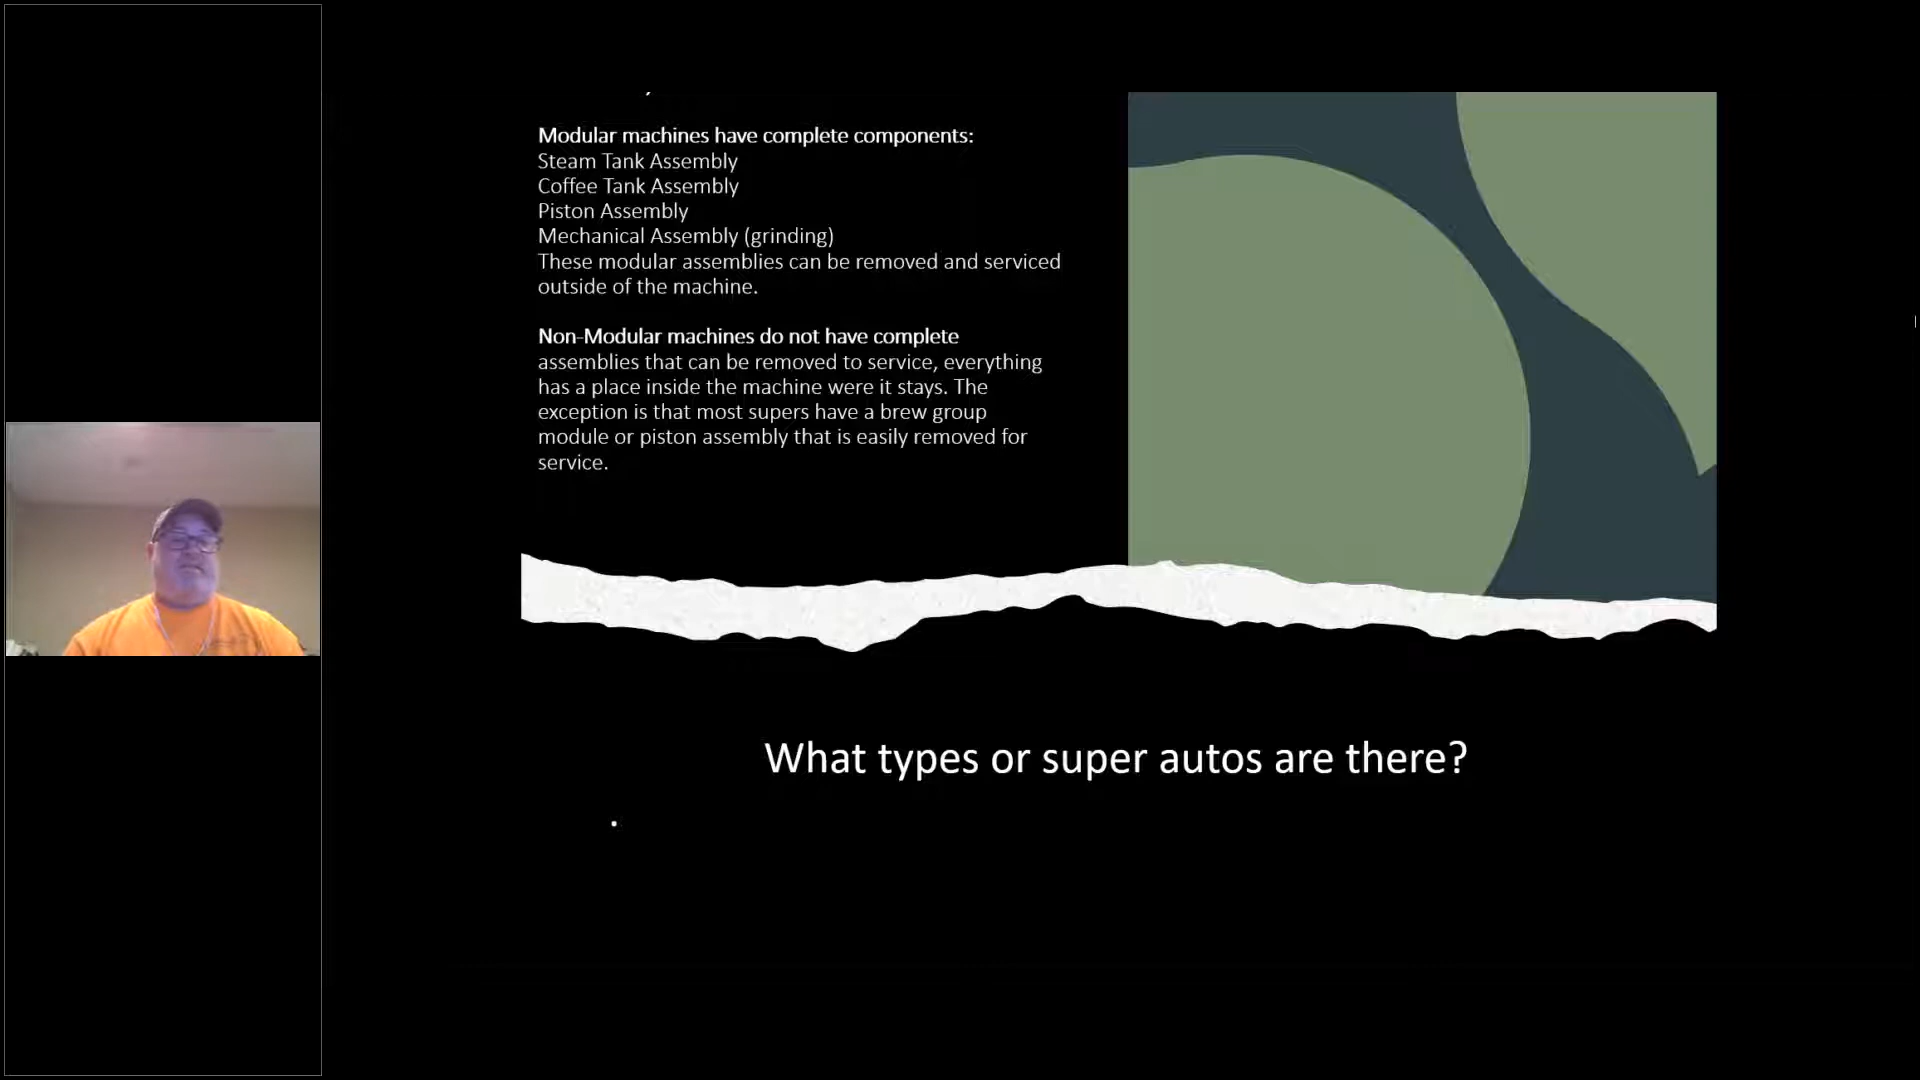 Modular machines have complete components:
Steam Tank Assembly
Coffee Tank Assembly
Piston Assembly
Mechanical Assembly (grinding)
These modular assemblies can be removed and serviced
outside of the machine.
Non-Modular machines do not have complete
assemblies that can be removed to service, everything
has a place inside the machine were it stays. The
exception is that most supers have a brew group
module or piston assembly that is easily removed for
service.
What types or super autos are there?